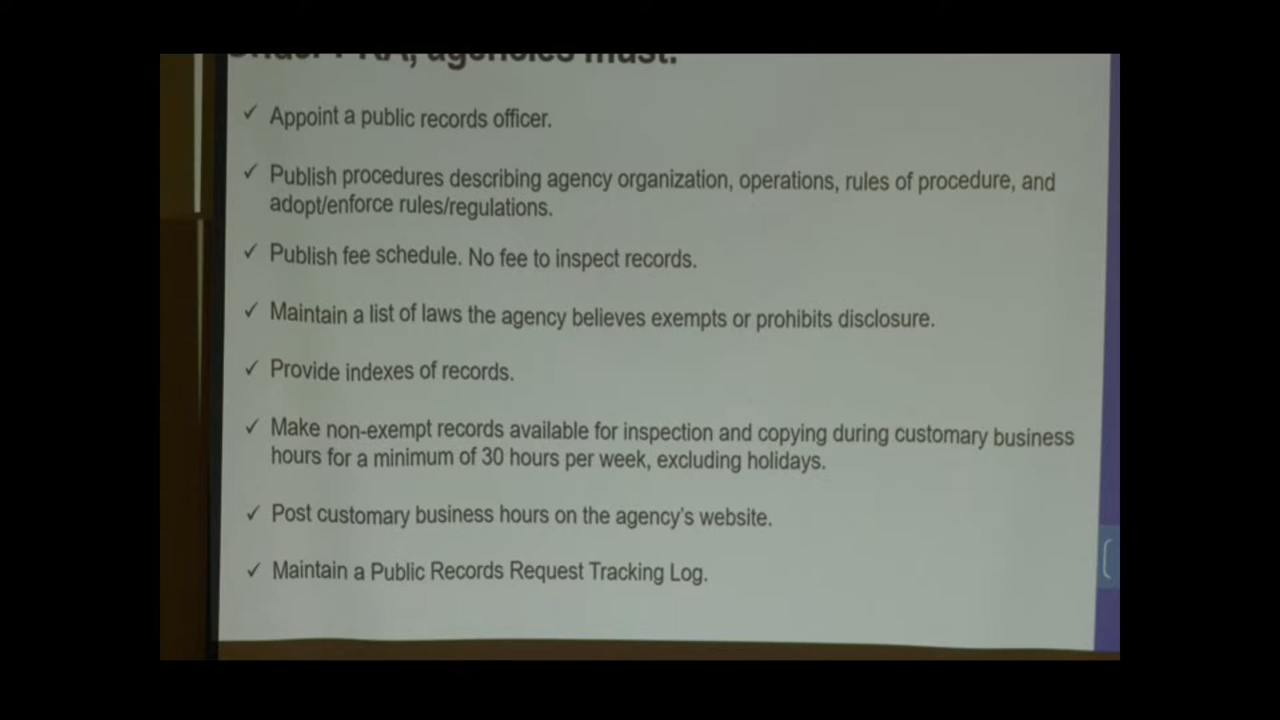 Under PRA, agencies must:
✓ Appoint a public records officer.
✓ Publish procedures describing agency organization, operations, rules of procedure, and
adopt/enforce rules/regulations.
✓ Publish fee schedule. No fee to inspect records.
✓ Maintain a list of laws the agency believes exempts or prohibits disclosure.
✓ Provide indexes of records.
✓ Make non-exempt records available for inspection and copying during customary business
hours for a minimum of 30 hours per week, excluding holidays.
✓ Post customary business hours on the agency's website.
✓ Maintain a Public Records Request Tracking Log.